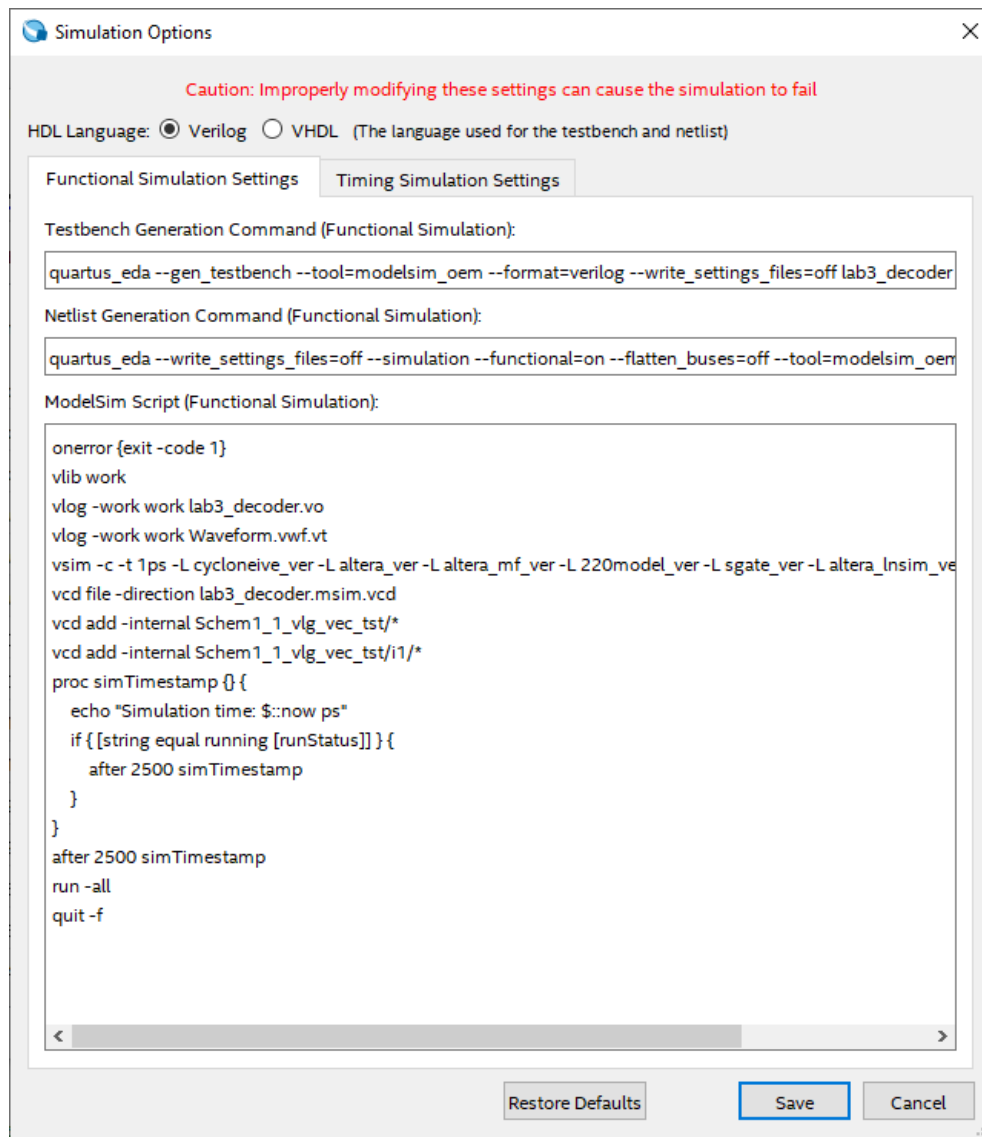 Simulation Options
Caution: Improperly modifying these settings can cause the simulation to fail
HDL Language: Verilog VHDL (The language used for the testbench and netlist)
Functional Simulation Settings Timing Simulation Settings
Testbench Generation Command (Functional Simulation):
quartus_eda --gen_testbench --tool=modelsim_oem --format=verilog --write_settings_files=off lab3_decoder
Netlist Generation Command (Functional Simulation):
quartus_eda --write_settings_files=off --simulation --functional=on --flatten_buses=off --tool=modelsim_oem
ModelSim Script (Functional Simulation):
onerror {exit -code 1}
vlib work
vlog -work work lab3_decoder.vo
vlog -work work Waveform.vwf.vt
vsim -c -t 1ps -L cycloneive_ver -L altera_ver -L altera_mf_ver -L 220model_ver -L sgate_ver -L altera_lnsim_ve
vcd file -direction lab3_decoder.msim.vcd
vcd add -internal Schem1_1_vlg_vec_tst/*
vcd add -internal Schem1_1_vlg_vec_tst/i1/*
proc simTimestamp {} {
echo "Simulation time: $::now ps"
if { [string equal running [runStatus]] } {
after 2500 simTimestamp
}
}
after 2500 simTimestamp
run -all
quit -f
Restore Defaults Save Cancel